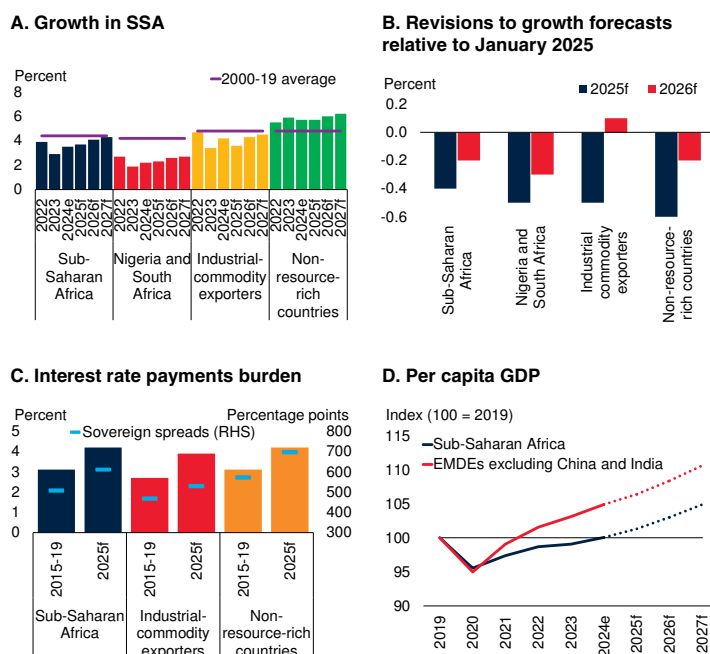 A. Growth in SSA
Percent
2000-19 average
8
6
4
2
0
2022
2023
2024e
2025f
2026f
2027f
2022
2023
2024e
2025f
2026f
2027f
2022
2023
2024e
2025f
2026f
2027f
2022
2023
2024e
2025f
2026f
2027f
Sub-
Saharan
Africa
Nigeria and
South
Africa
Industrial-
commodity
exporters
Non-
resource-
rich
countries
B. Revisions to growth forecasts
relative to January 2025
Percent
2025f
2026f
0.2
0.0
-0.2
-0.4
-0.6
Sub-Saharan
Africa
Nigeria and
South Africa
Industrial
commodity
exporters
Non-resource-
rich countries
C. Interest rate payments burden
Percent
Percentage points
Sovereign spreads (RHS)
5
4
3
2
1
0
800
700
600
500
400
300
2015-19
2025f
2015-19
2025f
2015-19
2025f
Sub-Saharan
Africa
Industrial-
commodity
exporters
Non-
resource-rich
countries
D. Per capita GDP
Index (100 = 2019)
Sub-Saharan Africa
EMDEs excluding China and India
115
110
105
100
95
90
2019
2020
2021
2022
2023
2024e
2025f
2026f
2027f